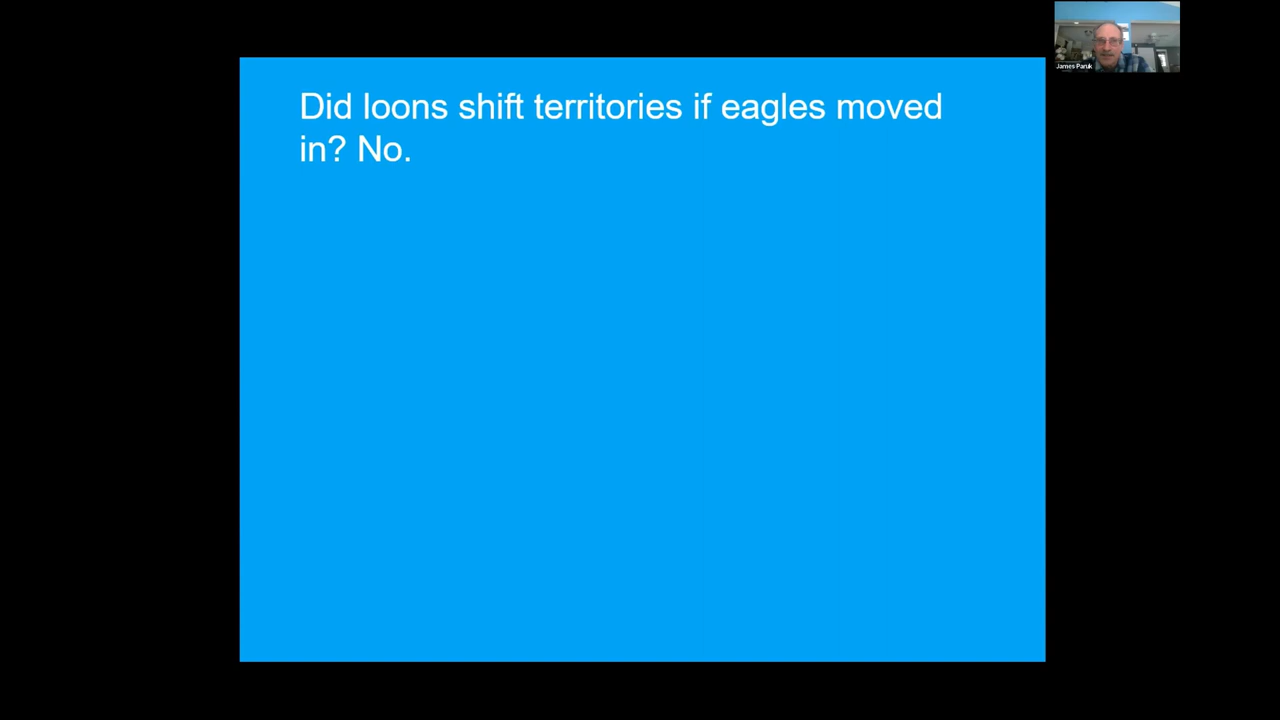 Did loons shift territories if eagles moved
in? No.
James Paruk